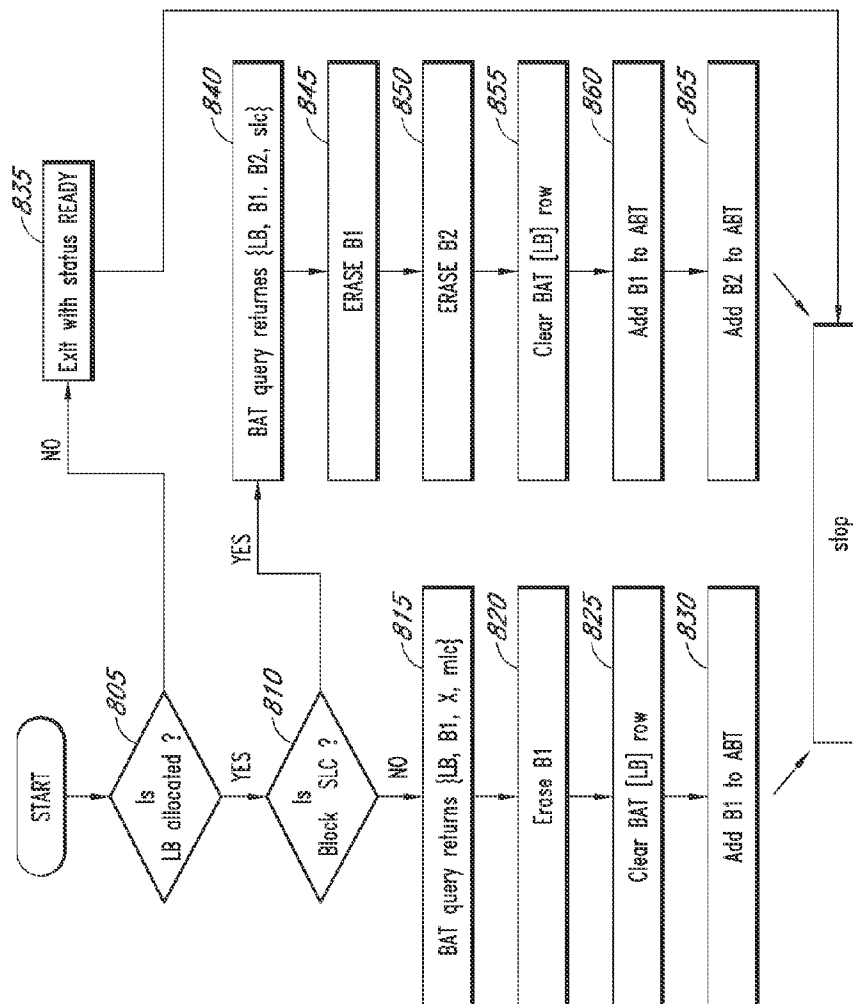 START
805
Is
LB allocated ?
NO
835
Exit with status READY
YES
810
Is
Block SLC ?
YES
NO
815
BAT query returns {LB, B1, X, mlc}
820
Erase B1
825
Clear BAT [LB] row
830
Add B1 to ABT
840
BAT query returnes {LB, B1. B2, slc}
845
ERASE B1
850
ERASE B2
855
Clear BAT [LB] row
860
Add B1 to ABT
865
Add B2 to ABT
stop